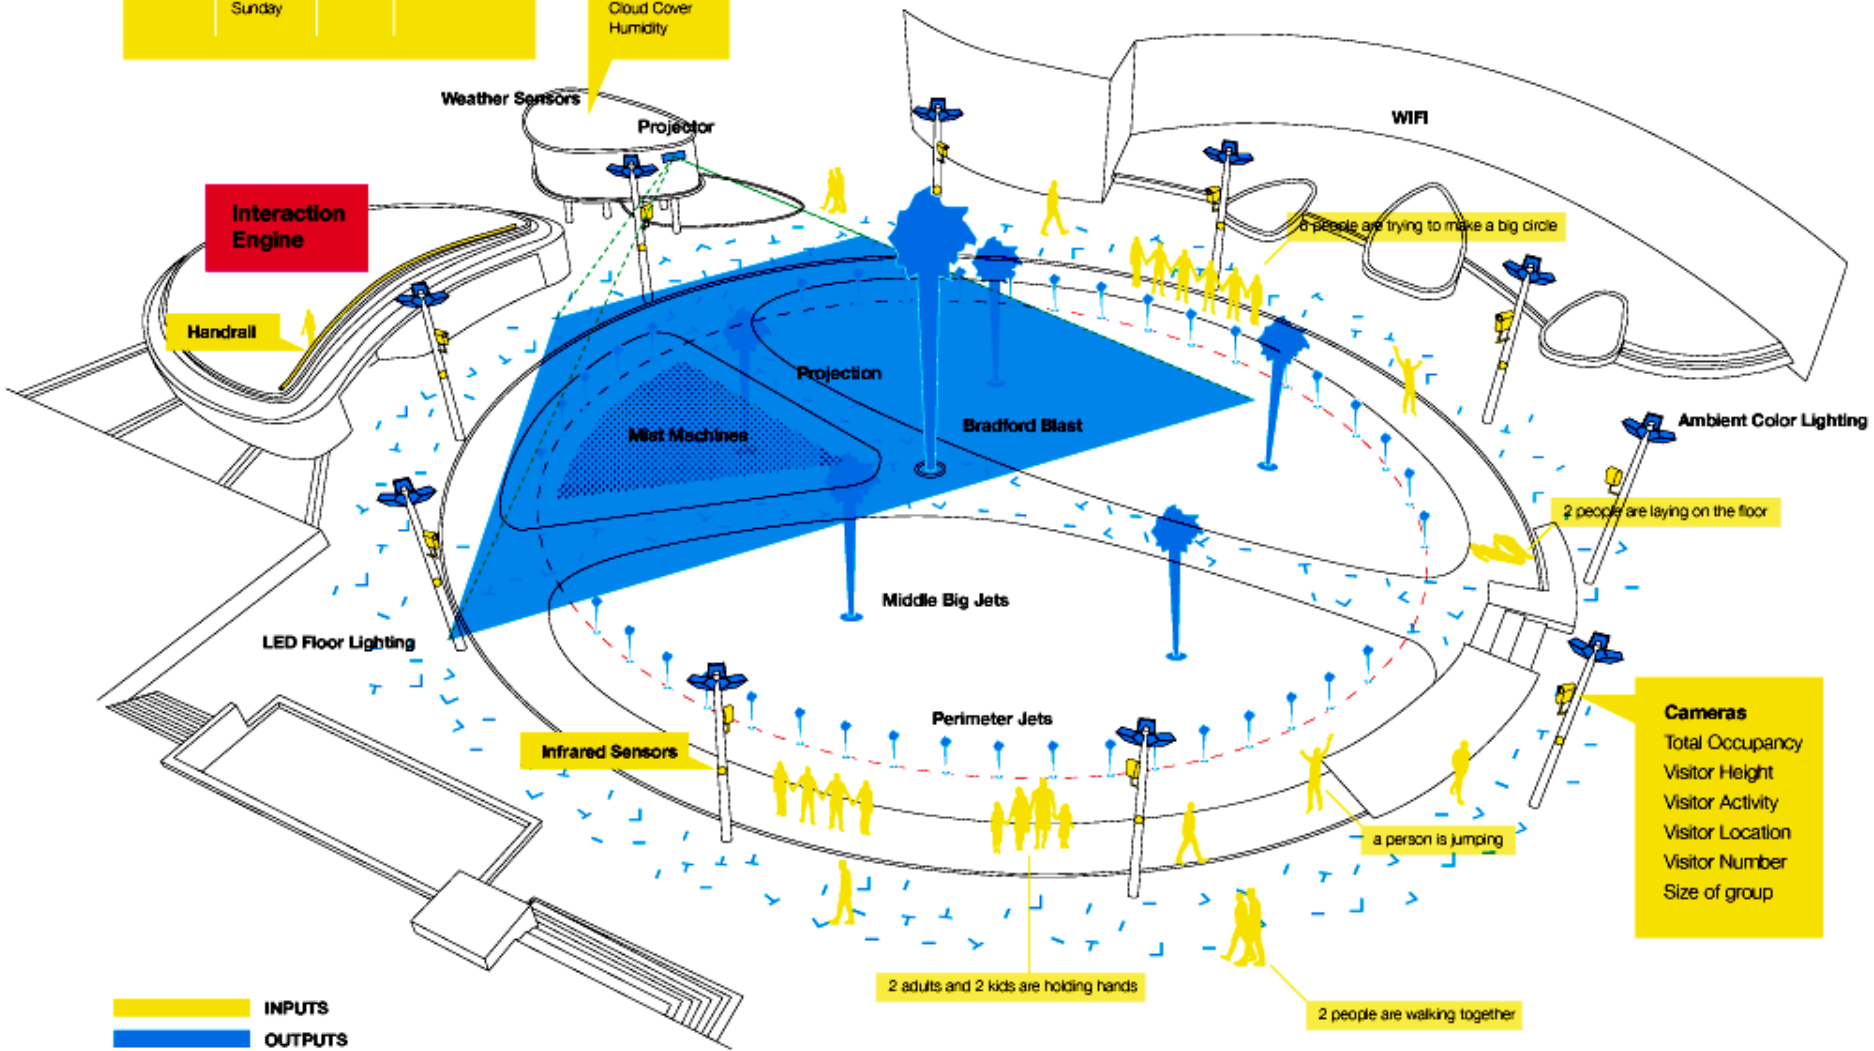 Sunday
Cloud Cover
Humidity
Weather Sensors
Projector
WIFI
Interaction
Engine
6 people are trying to make a big circle
Handrail
Projection
Mist Machines
Bradford Blast
Ambient Color Lighting
2 people are laying on the floor
Middle Big Jets
LED Floor Lighting
Perimeter Jets
Infrared Sensors
Cameras
Total Occupancy
Visitor Height
Visitor Activity
Visitor Location
Visitor Number
Size of group
a person is jumping
2 adults and 2 kids are holding hands
2 people are walking together
INPUTS
OUTPUTS